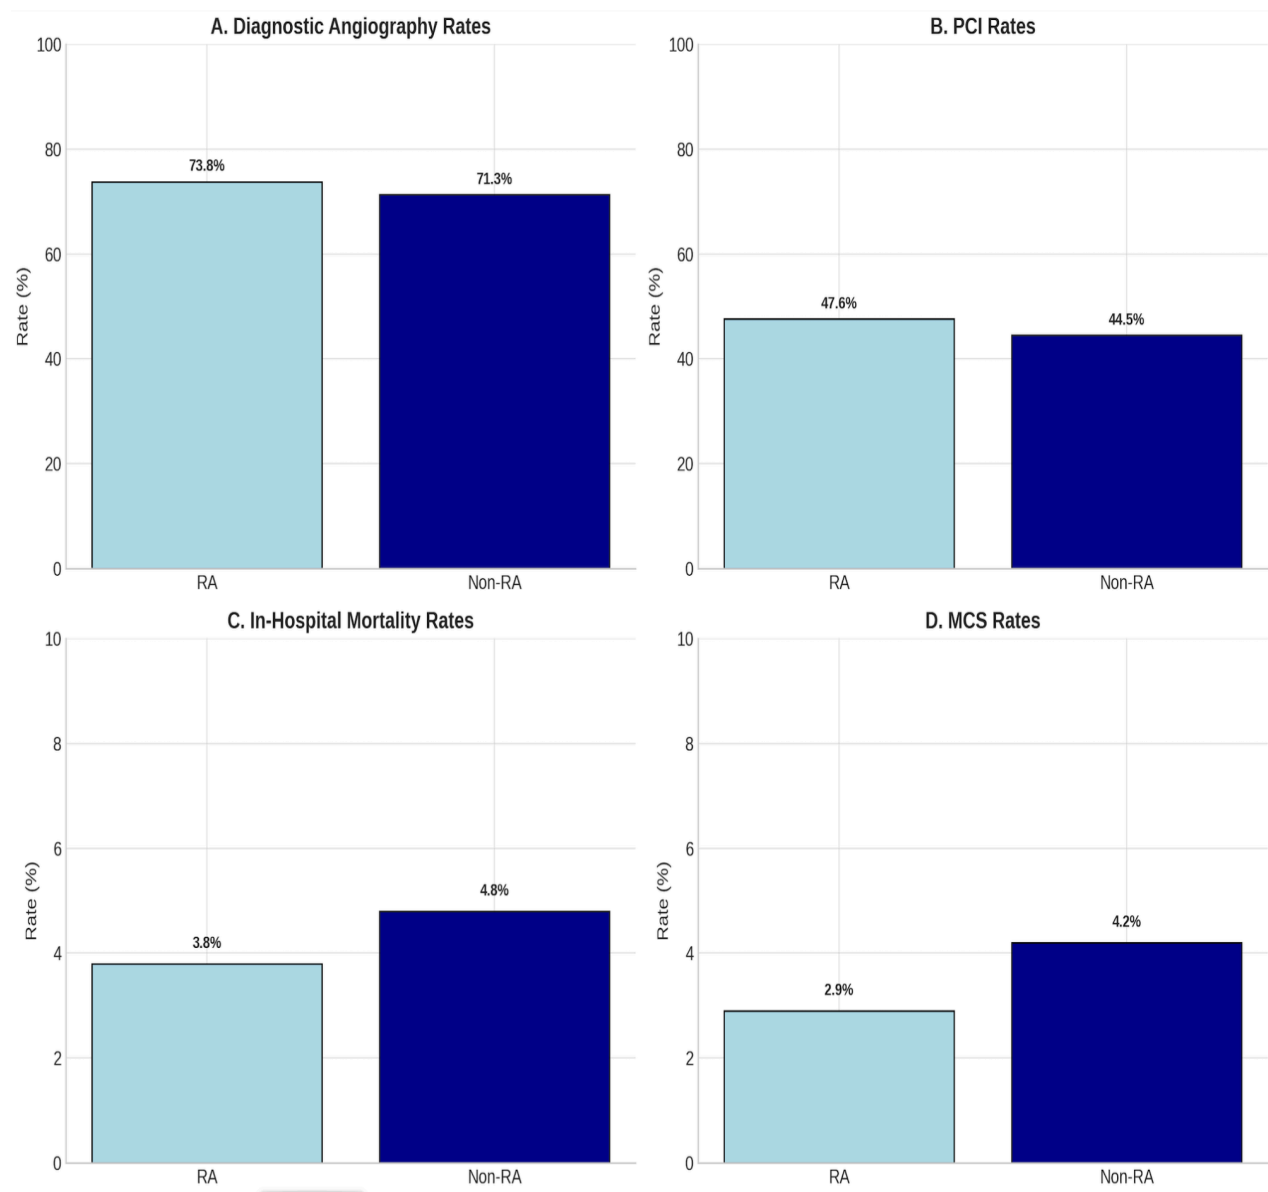 A. Diagnostic Angiography Rates
100
80
60
40
20
0
Rate (%)
73.8%
71.3%
RA
Non-RA
B. PCI Rates
100
80
60
40
20
0
Rate (%)
47.6%
44.5%
RA
Non-RA
C. In-Hospital Mortality Rates
10
8
6
4
2
0
Rate (%)
3.8%
4.8%
RA
Non-RA
D. MCS Rates
10
8
6
4
2
0
Rate (%)
2.9%
4.2%
RA
Non-RA